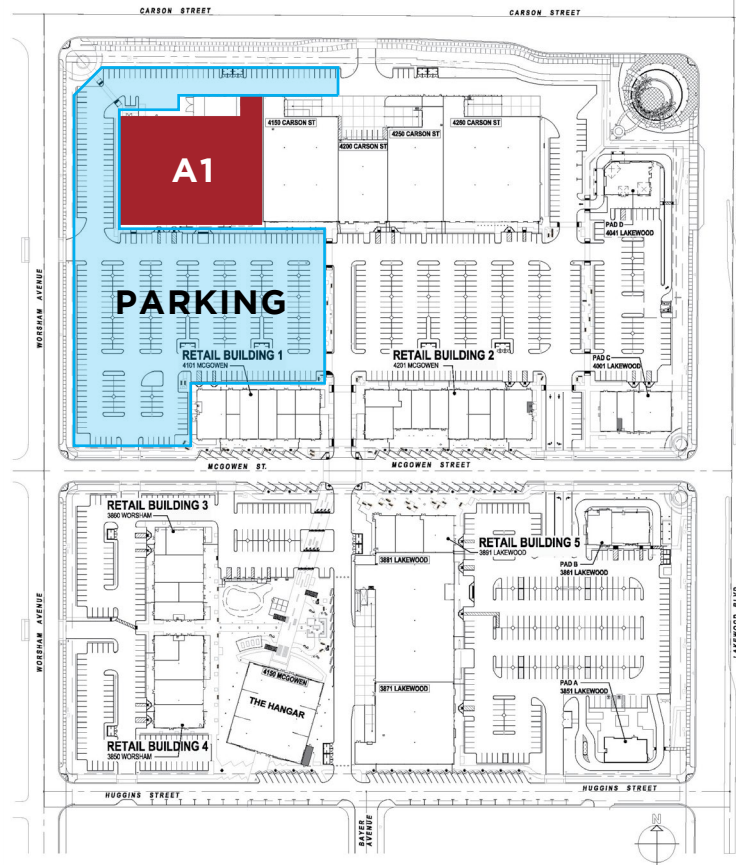 CARSON STREET
CARSON STREET
4150 CARSON ST
4200 CARSON ST
4250 CARSON ST
4260 CARSON ST
A1
PAD D
4041 LAKEWOOD
WORSHAM AVENUE
PARKING
RETAIL BUILDING 1
4101 MCGOWEN
RETAIL BUILDING 2
4201 MCGOWEN
PAD C
4001 LAKEWOOD
MCGOWEN ST.
MCGOWEN STREET
RETAIL BUILDING 3
3860 WORSHAM
RETAIL BUILDING 5
3891 LAKEWOOD
3881 LAKEWOOD
PAD B
3861 LAKEWOOD
WORSHAM AVENUE
LAKEWOOD BLVD
4150 MCGOWEN
THE HANGAR
3871 LAKEWOOD
PAD A
3851 LAKEWOOD
RETAIL BUILDING 4
3850 WORSHAM
HUGGINS STREET
HUGGINS STREET
BAYER
AVENUE
N